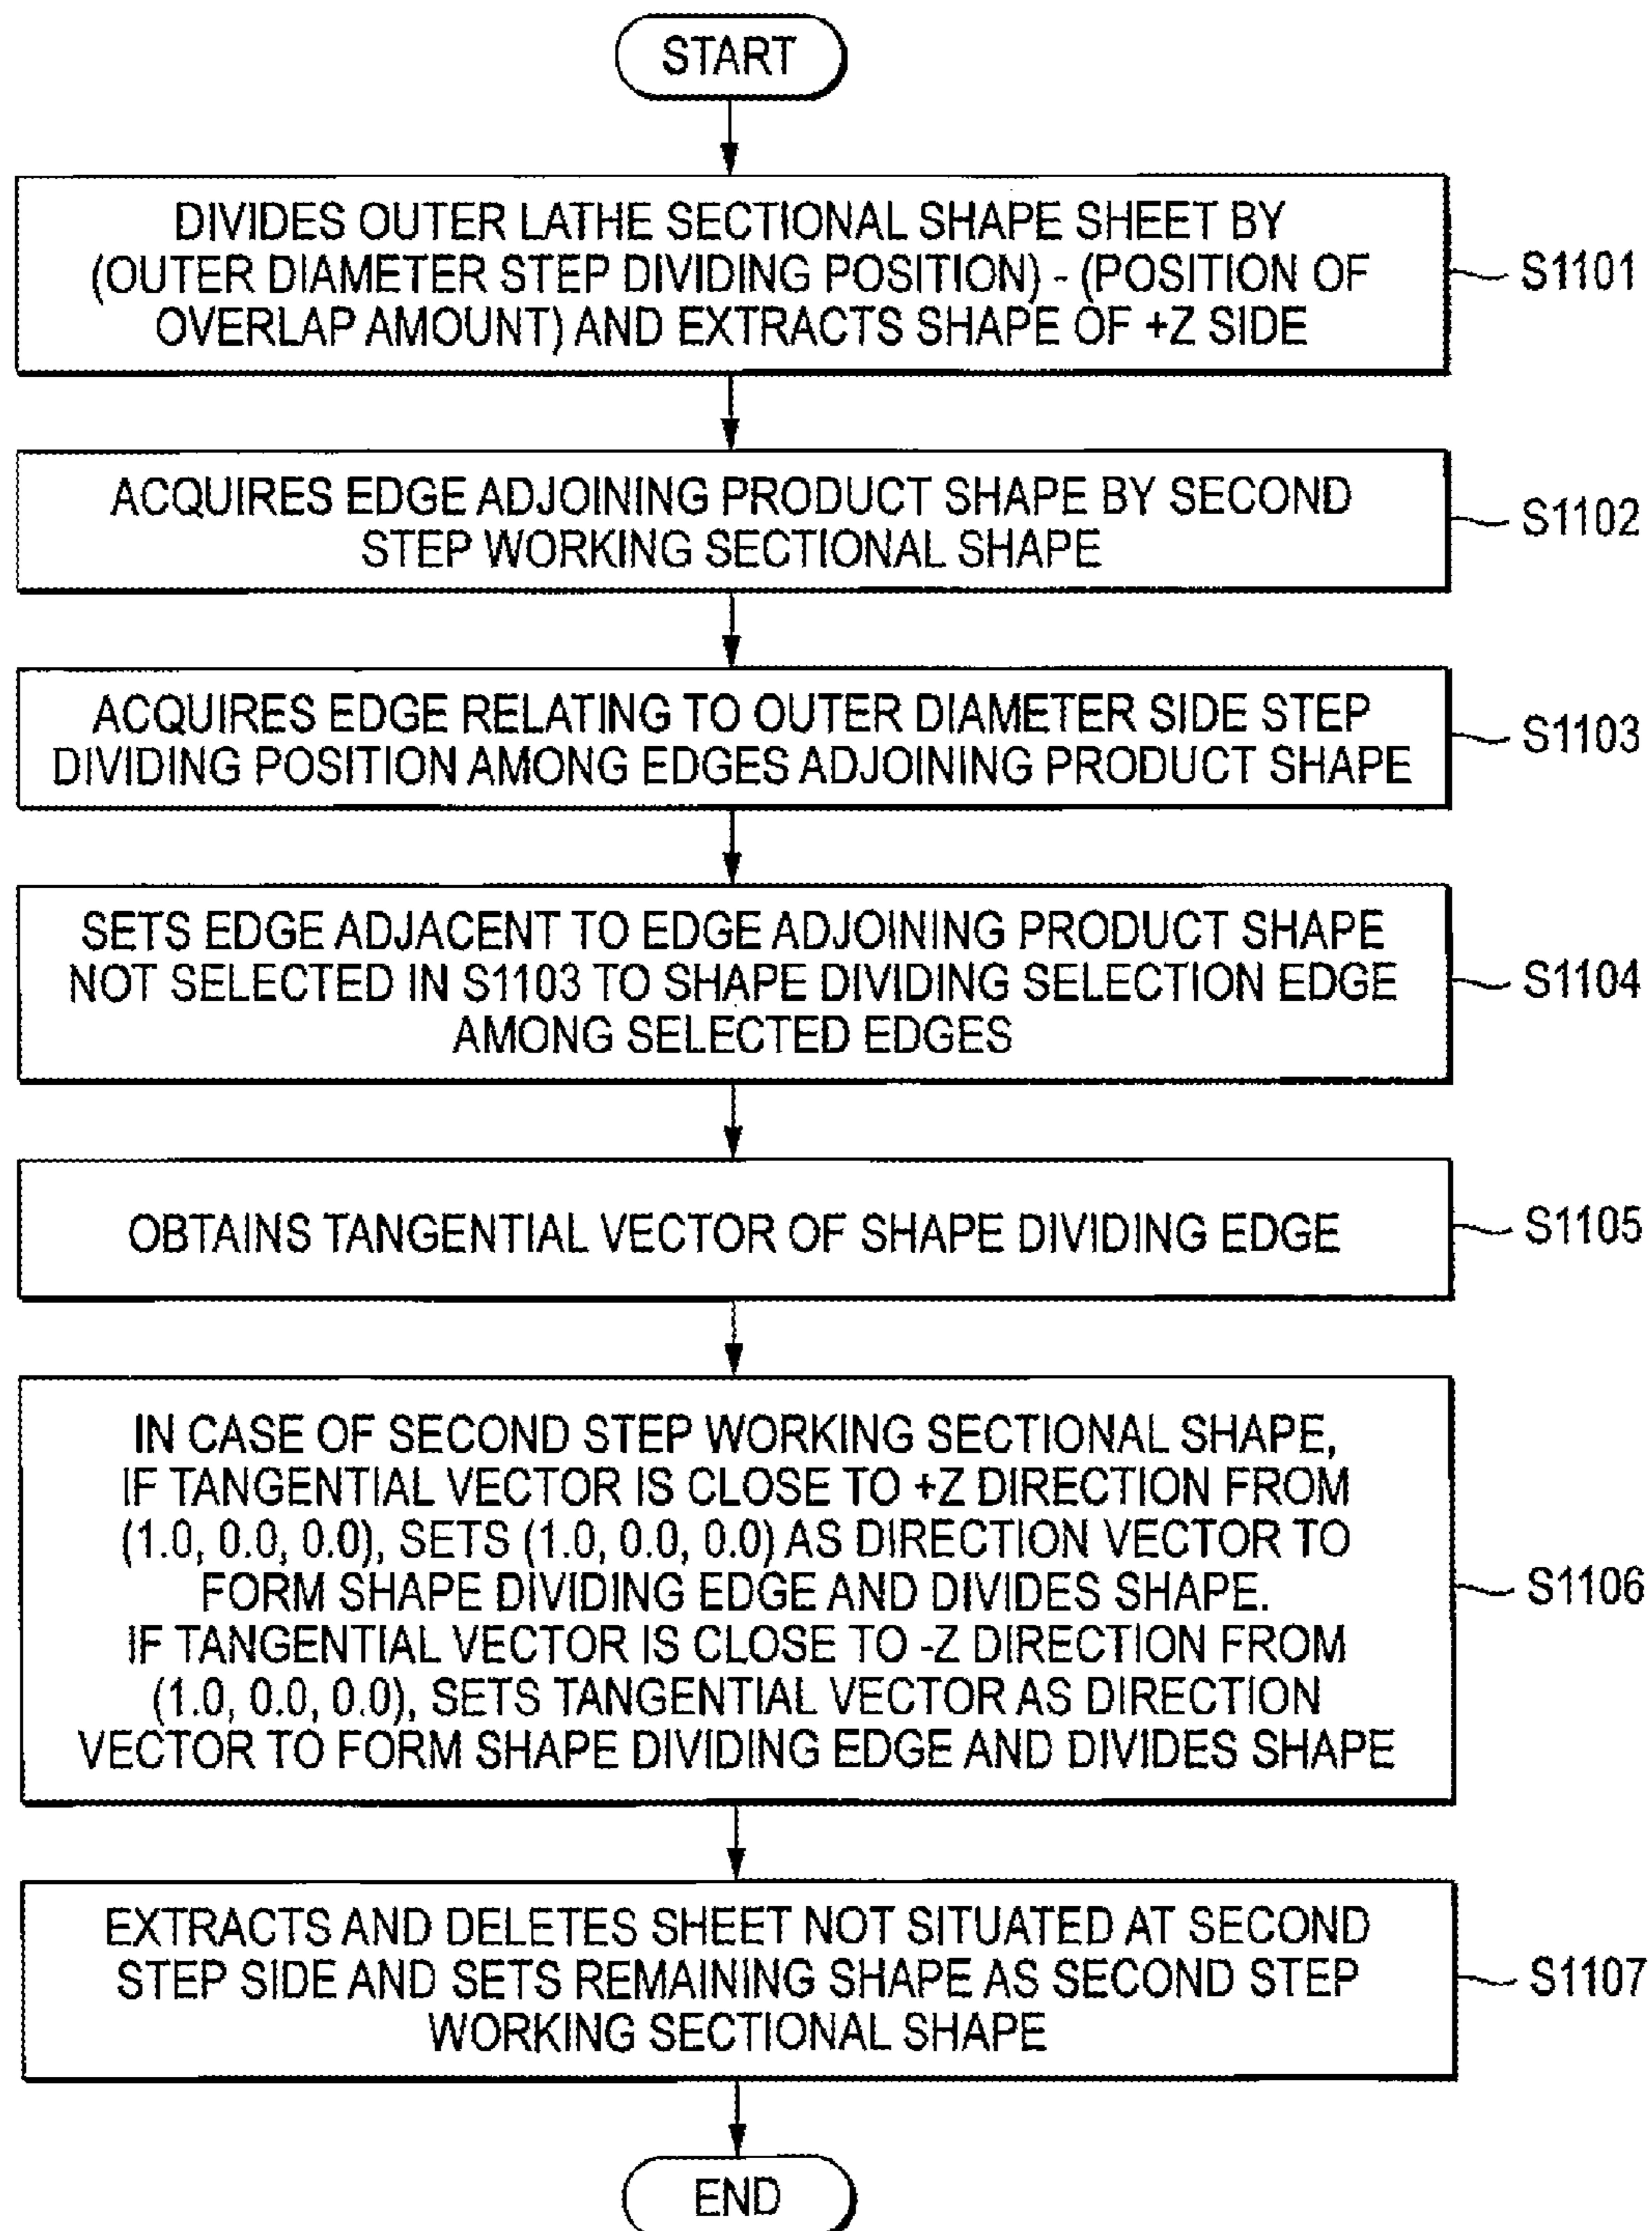 START
DIVIDES OUTER LATHE SECTIONAL SHAPE SHEET BY
(OUTER DIAMETER STEP DIVIDING POSITION) - (POSITION OF
OVERLAP AMOUNT) AND EXTRACTS SHAPE OF +Z SIDE
S1101
ACQUIRES EDGE ADJOINING PRODUCT SHAPE BY SECOND
STEP WORKING SECTIONAL SHAPE
S1102
ACQUIRES EDGE RELATING TO OUTER DIAMETER SIDE STEP
DIVIDING POSITION AMONG EDGES ADJOINING PRODUCT SHAPE
S1103
SETS EDGE ADJACENT TO EDGE ADJOINING PRODUCT SHAPE
NOT SELECTED IN S1103 TO SHAPE DIVIDING SELECTION EDGE
AMONG SELECTED EDGES
S1104
OBTAINS TANGENTIAL VECTOR OF SHAPE DIVIDING EDGE
S1105
IN CASE OF SECOND STEP WORKING SECTIONAL SHAPE,
IF TANGENTIAL VECTOR IS CLOSE TO +Z DIRECTION FROM
(1.0, 0.0, 0.0), SETS (1.0, 0.0, 0.0) AS DIRECTION VECTOR TO
FORM SHAPE DIVIDING EDGE AND DIVIDES SHAPE.
IF TANGENTIAL VECTOR IS CLOSE TO -Z DIRECTION FROM
(1.0, 0.0, 0.0), SETS TANGENTIAL VECTOR AS DIRECTION
VECTOR TO FORM SHAPE DIVIDING EDGE AND DIVIDES SHAPE
S1106
EXTRACTS AND DELETES SHEET NOT SITUATED AT SECOND
STEP SIDE AND SETS REMAINING SHAPE AS SECOND STEP
WORKING SECTIONAL SHAPE
S1107
END